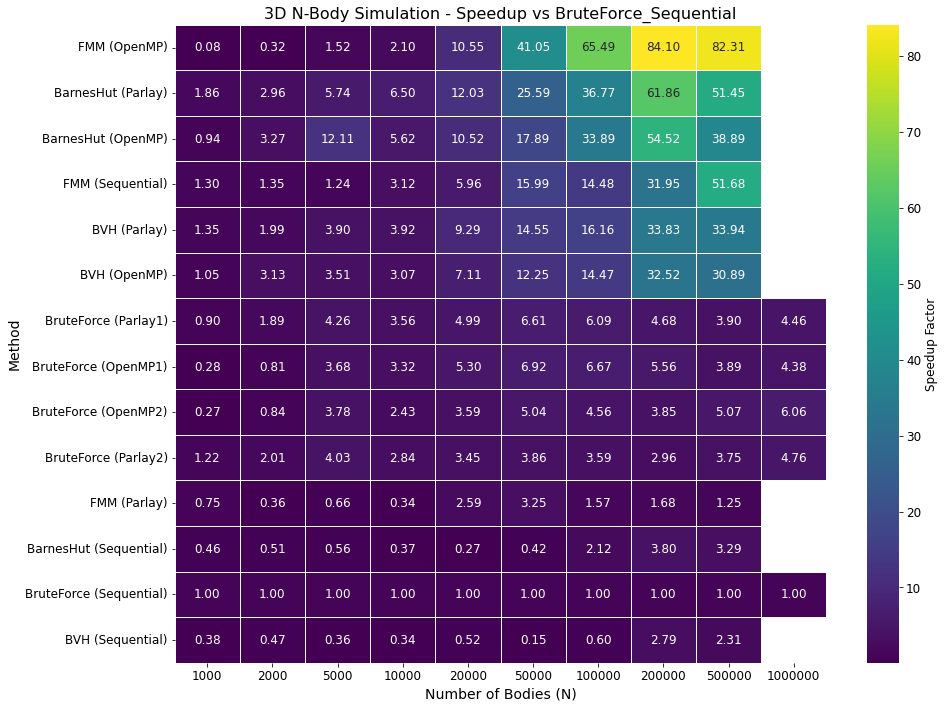 3D N-Body Simulation - Speedup vs BruteForce_Sequential
Method
FMM (OpenMP) 0.08 0.32 1.52 2.10 10.55 41.05 65.49 84.10 82.31
BarnesHut (Parlay) 1.86 2.96 5.74 6.50 12.03 25.59 36.77 61.86 51.45
BarnesHut (OpenMP) 0.94 3.27 12.11 5.62 10.52 17.89 33.89 54.52 38.89
FMM (Sequential) 1.30 1.35 1.24 3.12 5.96 15.99 14.48 31.95 51.68
BVH (Parlay) 1.35 1.99 3.90 3.92 9.29 14.55 16.16 33.83 33.94
BVH (OpenMP) 1.05 3.13 3.51 3.07 7.11 12.25 14.47 32.52 30.89
BruteForce (Parlay1) 0.90 1.89 4.26 3.56 4.99 6.61 6.09 4.68 3.90 4.46
BruteForce (OpenMP1) 0.28 0.81 3.68 3.32 5.30 6.92 6.67 5.56 3.89 4.38
BruteForce (OpenMP2) 0.27 0.84 3.78 2.43 3.59 5.04 4.56 3.85 5.07 6.06
BruteForce (Parlay2) 1.22 2.01 4.03 2.84 3.45 3.86 3.59 2.96 3.75 4.76
FMM (Parlay) 0.75 0.36 0.66 0.34 2.59 3.25 1.57 1.68 1.25
BarnesHut (Sequential) 0.46 0.51 0.56 0.37 0.27 0.42 2.12 3.80 3.29
BruteForce (Sequential) 1.00 1.00 1.00 1.00 1.00 1.00 1.00 1.00 1.00 1.00
BVH (Sequential) 0.38 0.47 0.36 0.34 0.52 0.15 0.60 2.79 2.31
1000 2000 5000 10000 20000 50000 100000 200000 500000 1000000
Number of Bodies (N)
80
70
60
50
40
30
20
10
Speedup Factor